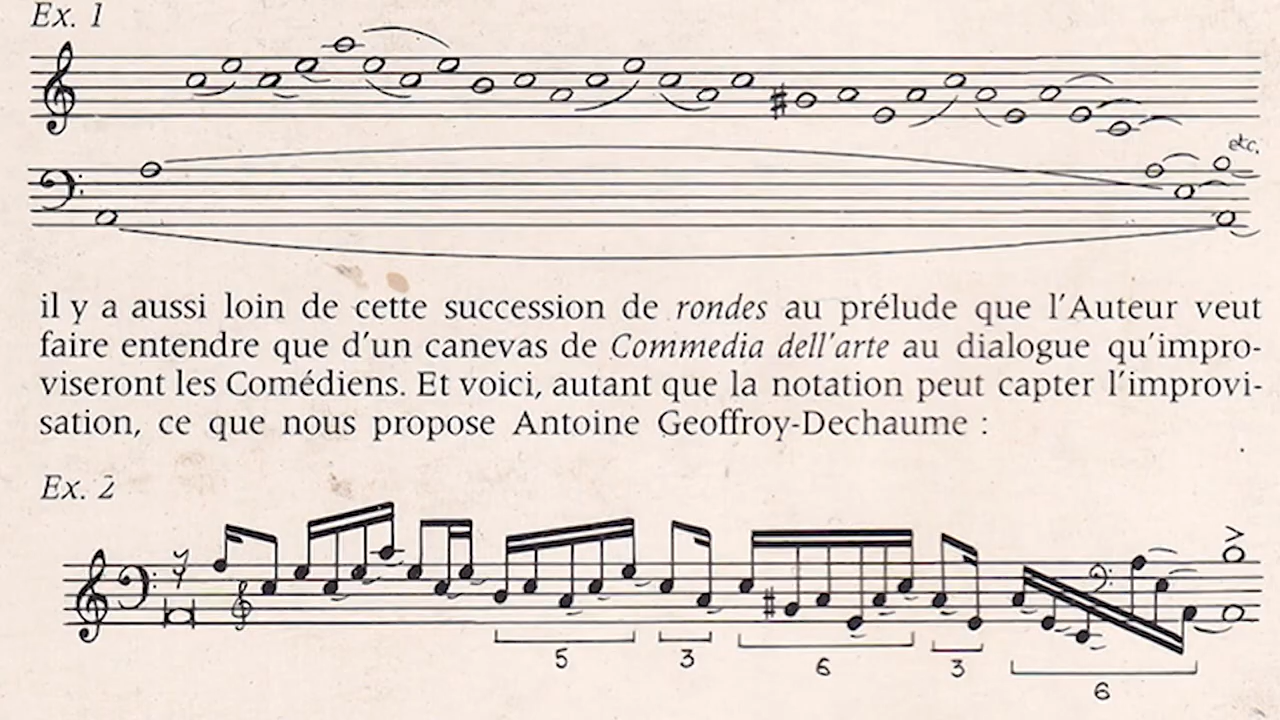 Ex. 1
etc.
il y a aussi loin de cette succession de rondes au prélude que l'Auteur veut
faire entendre que d'un canevas de Commedia dell'arte au dialogue qu'impro-
viseront les Comédiens. Et voici, autant que la notation peut capter l'improvi-
sation, ce que nous propose Antoine Geoffroy-Dechaume :
Ex. 2
5 3 6 3 6